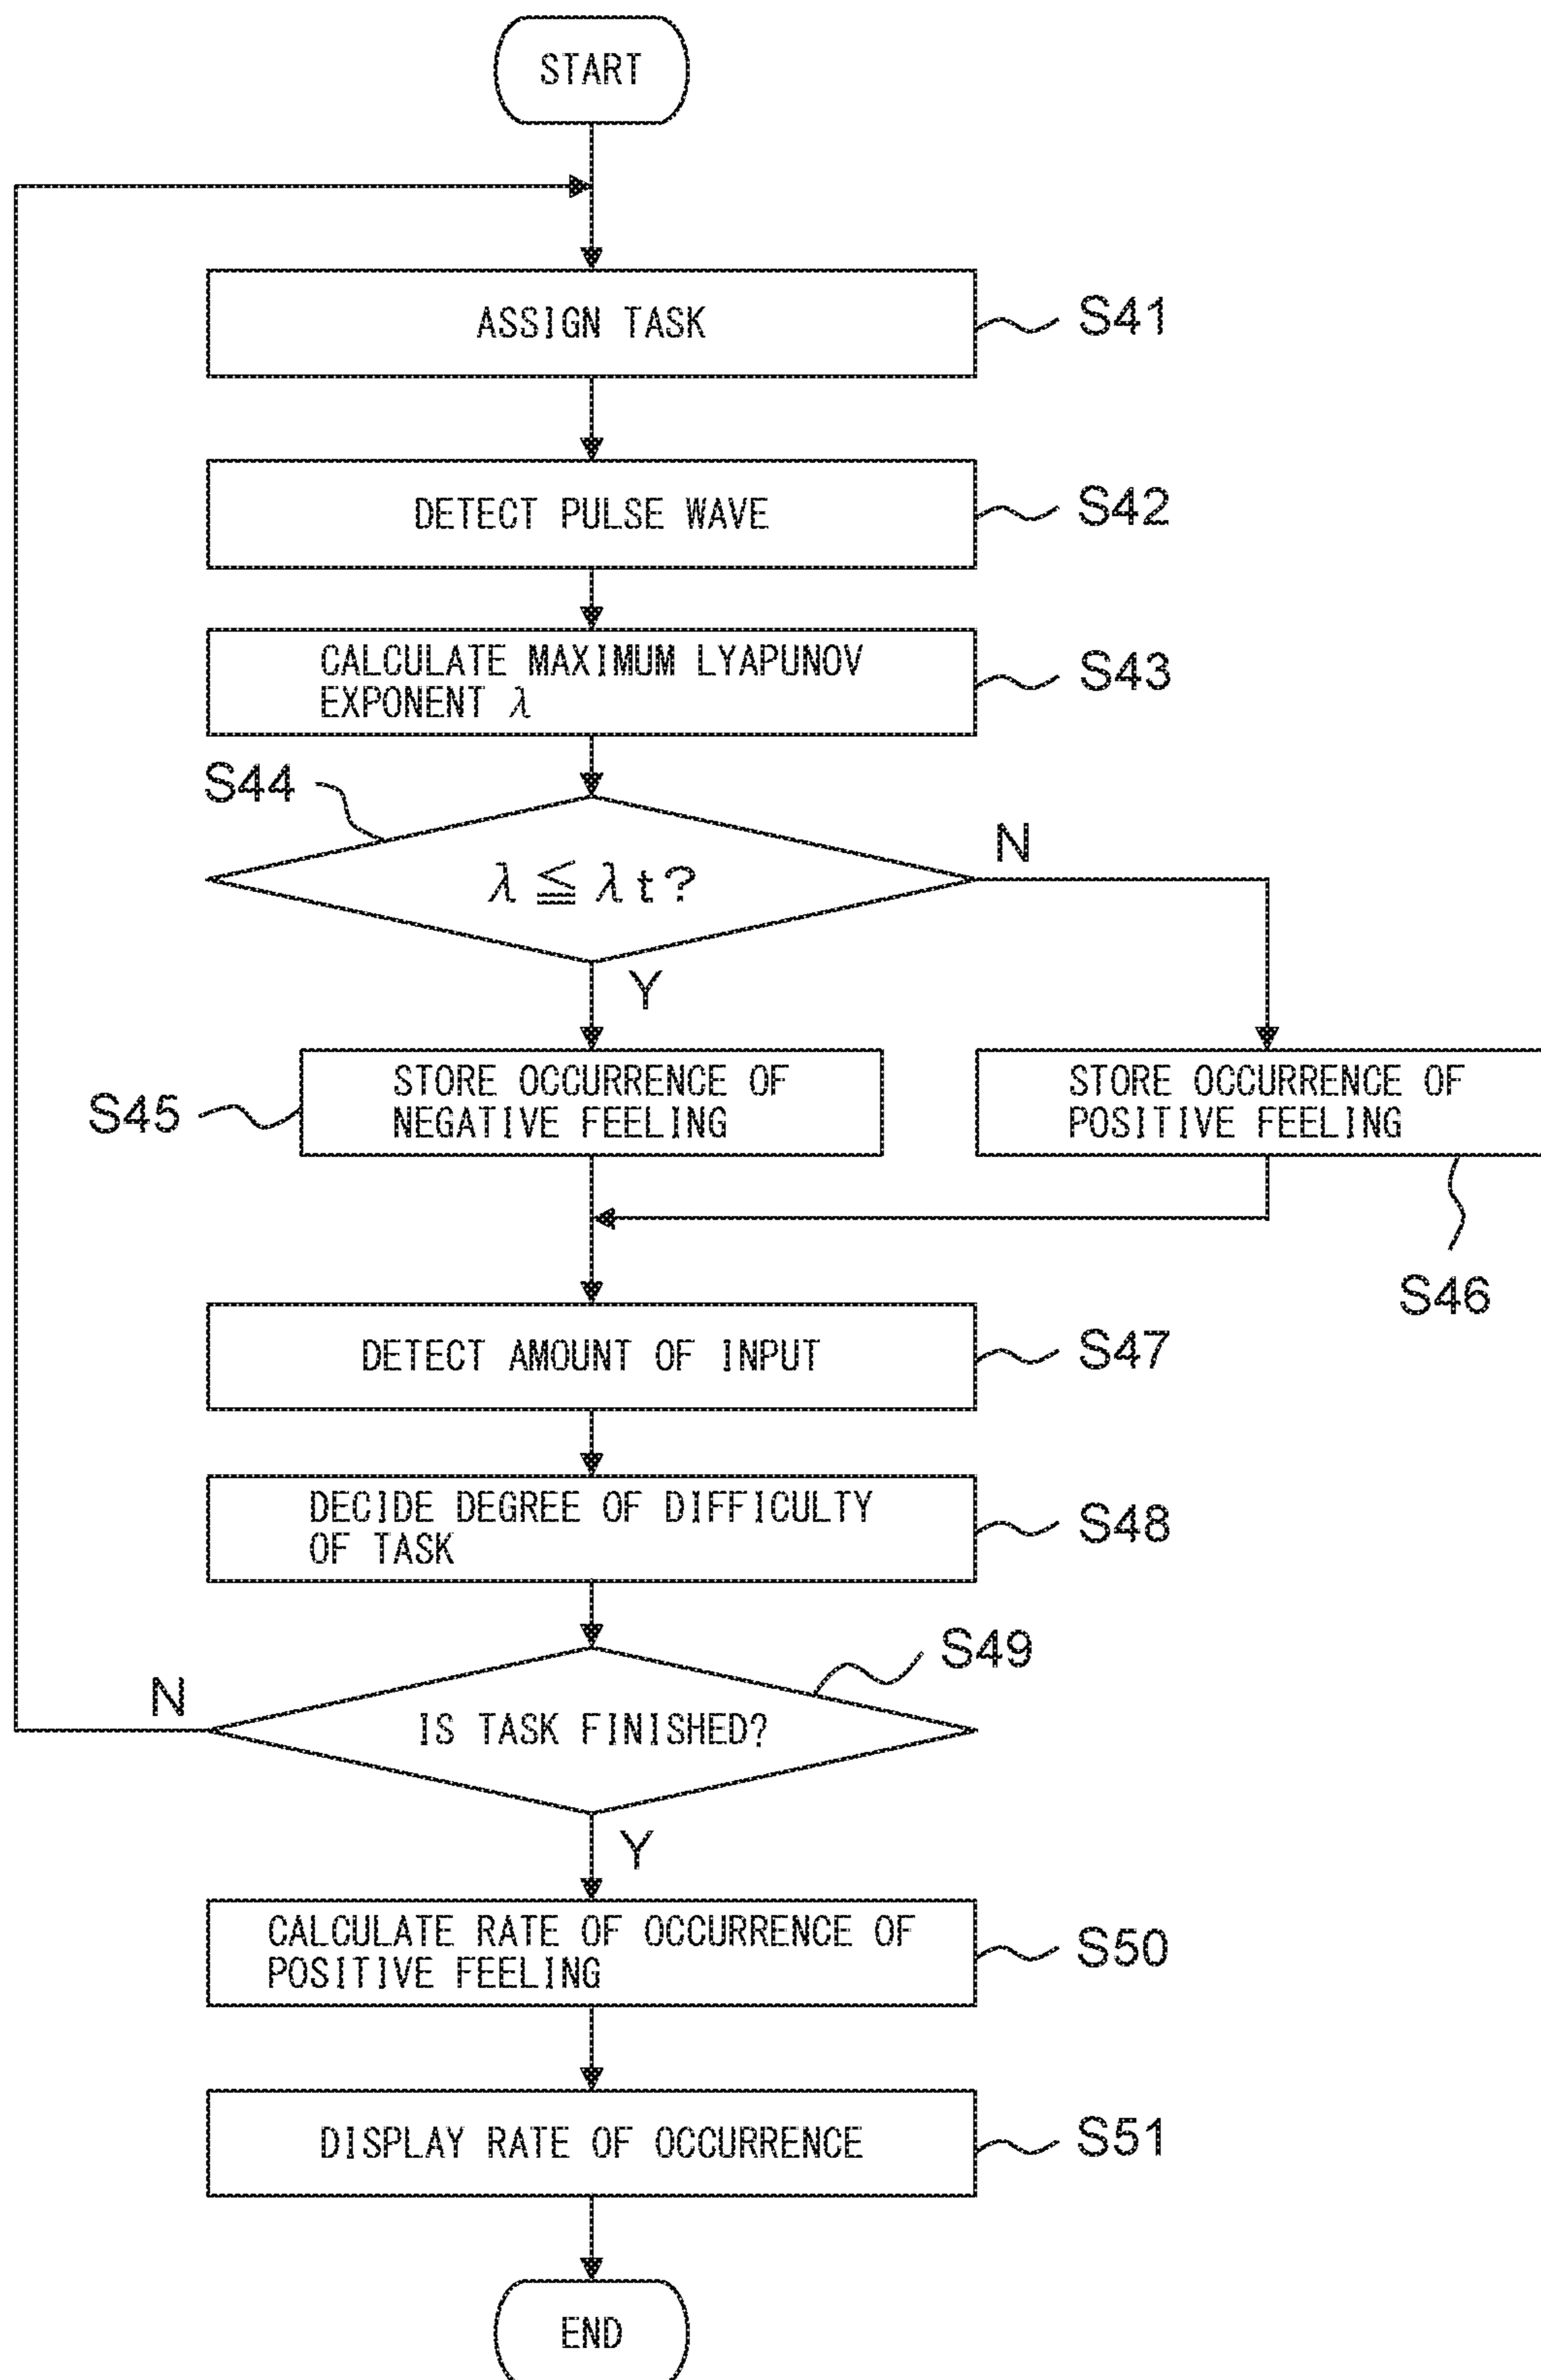 START
ASSIGN TASK
S41
DETECT PULSE WAVE
S42
CALCULATE MAXIMUM LYAPUNOV
EXPONENT λ
S43
S44
λ ≦ λt?
N
Y
STORE OCCURRENCE OF
NEGATIVE FEELING
S45
STORE OCCURRENCE OF
POSITIVE FEELING
S46
DETECT AMOUNT OF INPUT
S47
DECIDE DEGREE OF DIFFICULTY
OF TASK
S48
S49
N
IS TASK FINISHED?
Y
CALCULATE RATE OF OCCURRENCE OF
POSITIVE FEELING
S50
DISPLAY RATE OF OCCURRENCE
S51
END